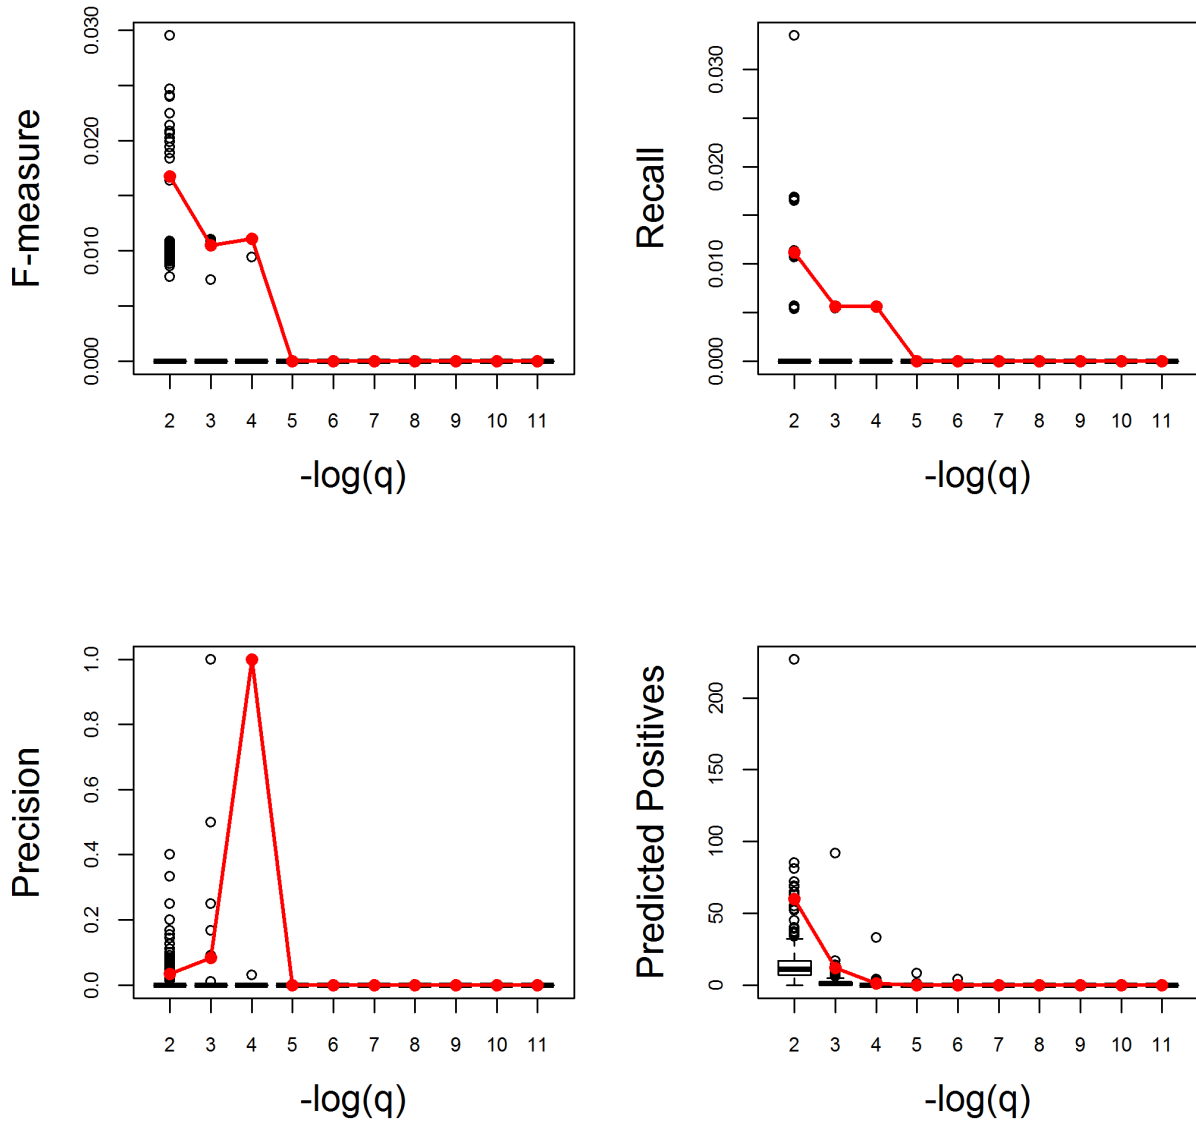 F-measure
0.000 0.010 0.020 0.030
2 3 4 5 6 7 8 9 10 11
-log(q)
Recall
0.000 0.010 0.020 0.030
2 3 4 5 6 7 8 9 10 11
-log(q)
Precision
0.0 0.2 0.4 0.6 0.8 1.0
2 3 4 5 6 7 8 9 10 11
-log(q)
Predicted Positives
0 50 100 150 200
2 3 4 5 6 7 8 9 10 11
-log(q)